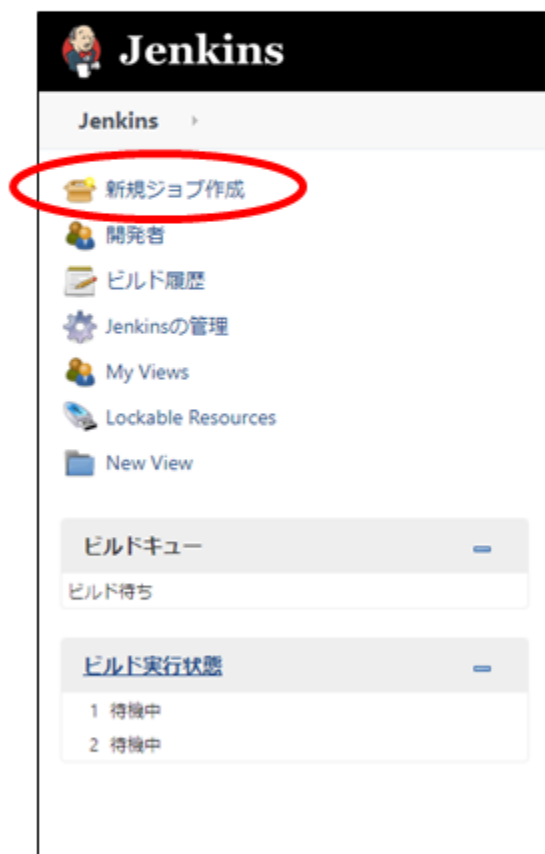 Jenkins
Jenkins
新規ジョブ作成
開発者
ビルド履歴
Jenkinsの管理
My Views
Lockable Resources
New View
ビルドキュー
ビルド待ち
ビルド実行状態
1 待機中
2 待機中